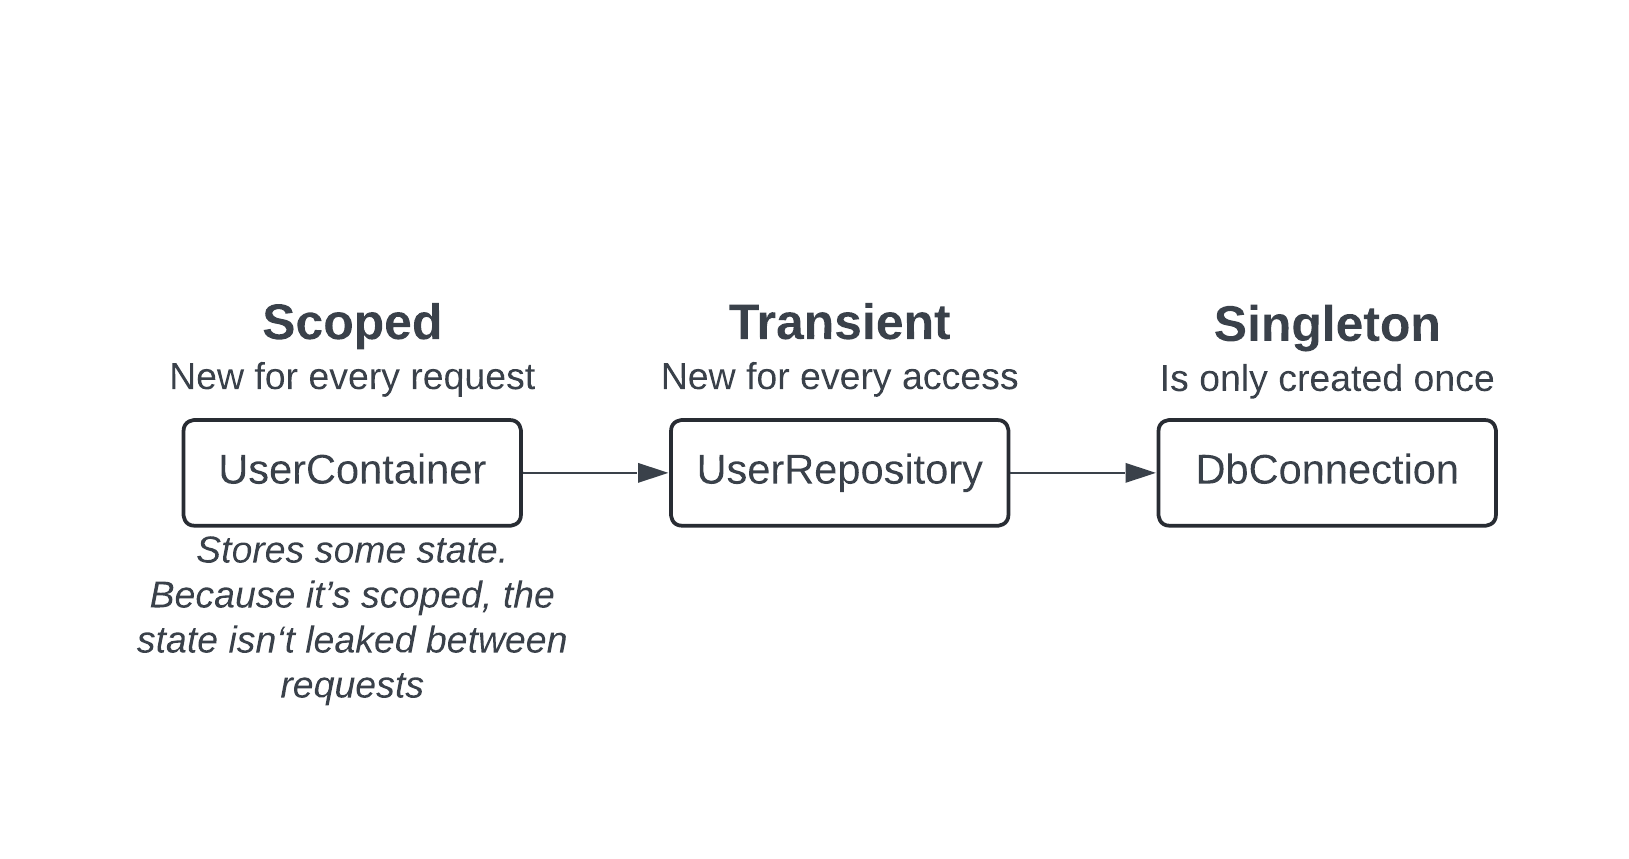 Scoped
New for every request
UserContainer
Stores some state.
Because it’s scoped, the
state isn‘t leaked between
requests
Transient
New for every access
UserRepository
Singleton
Is only created once
DbConnection